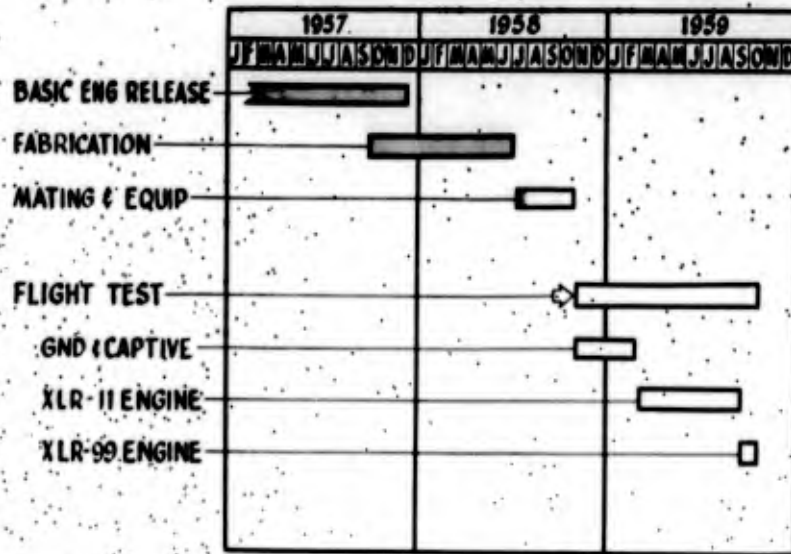 1957 1958 1959
J F M A M J J A S O N D J F M A M J J A S O N D J F M A M J J A S O N D
BASIC ENG RELEASE
FABRICATION
MATING & EQUIP
FLIGHT TEST
GND & CAPTIVE
XLR-11 ENGINE
XLR-99 ENGINE